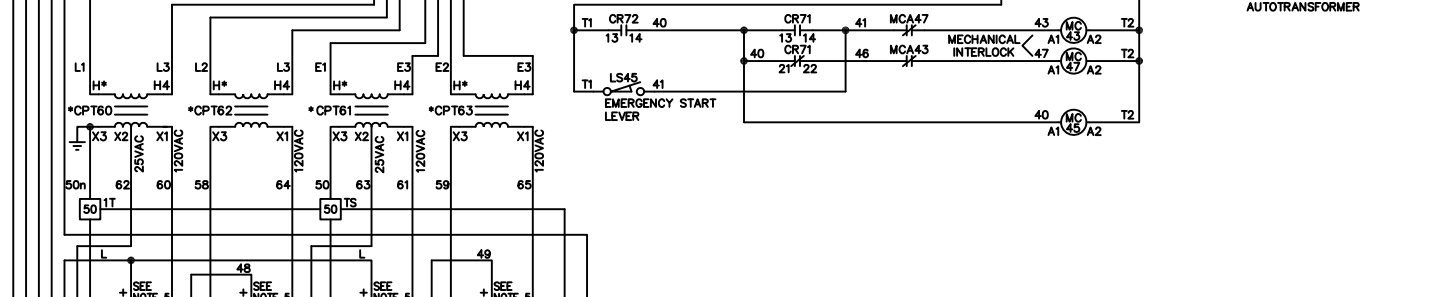 AUTOTRANSFORMER
T1 CR72 40 CR71 41 MCA47 43 MC 43 T2
13 14 13 14 A1 A2
MECHANICAL
INTERLOCK
40 CR71 46 MCA43 47 MC 47 T2
21 22 A1 A2
T1 LS45 41
EMERGENCY START
LEVER
40 MC 45 T2
A1 A2
L1 L3 L2 L3 E1 E3 E2 E3
H* H4 H* H4 H* H4 H* H4
*CPT60 *CPT62 *CPT61 *CPT63
X3 X2 X1 X3 X1 X3 X2 X1 X3 X1
25VAC 120VAC 120VAC 25VAC 120VAC 120VAC
50n 62 60 58 64 50 63 61 59 65
50 1T 50 TS
L L 49
48
+ SEE + SEE + SEE + SEE
NOTE 5 NOTE 5 NOTE 5 NOTE 5